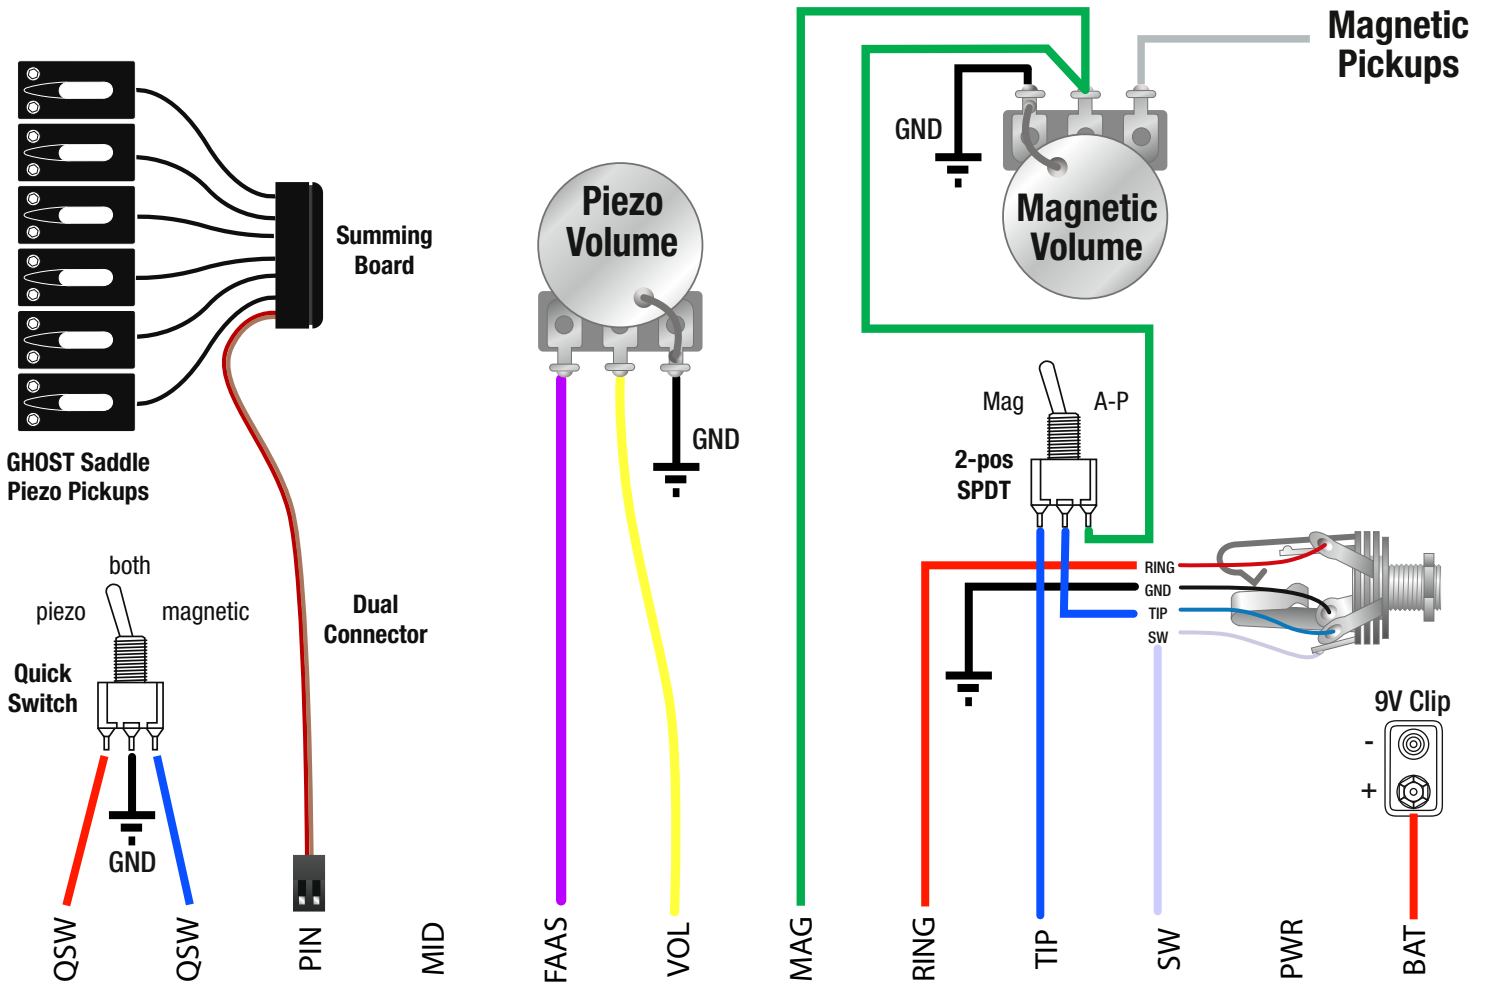 Magnetic
Pickups
GND
Magnetic
Volume
Piezo
Volume
GND
Summing
Board
GHOST Saddle
Piezo Pickups
Mag
A-P
2-pos
SPDT
both
piezo
magnetic
Quick
Switch
GND
Dual
Connector
RING
GND
TIP
SW
9V Clip
-
+
QSW
QSW
PIN
MID
FAAS
VOL
MAG
RING
TIP
SW
PWR
BAT